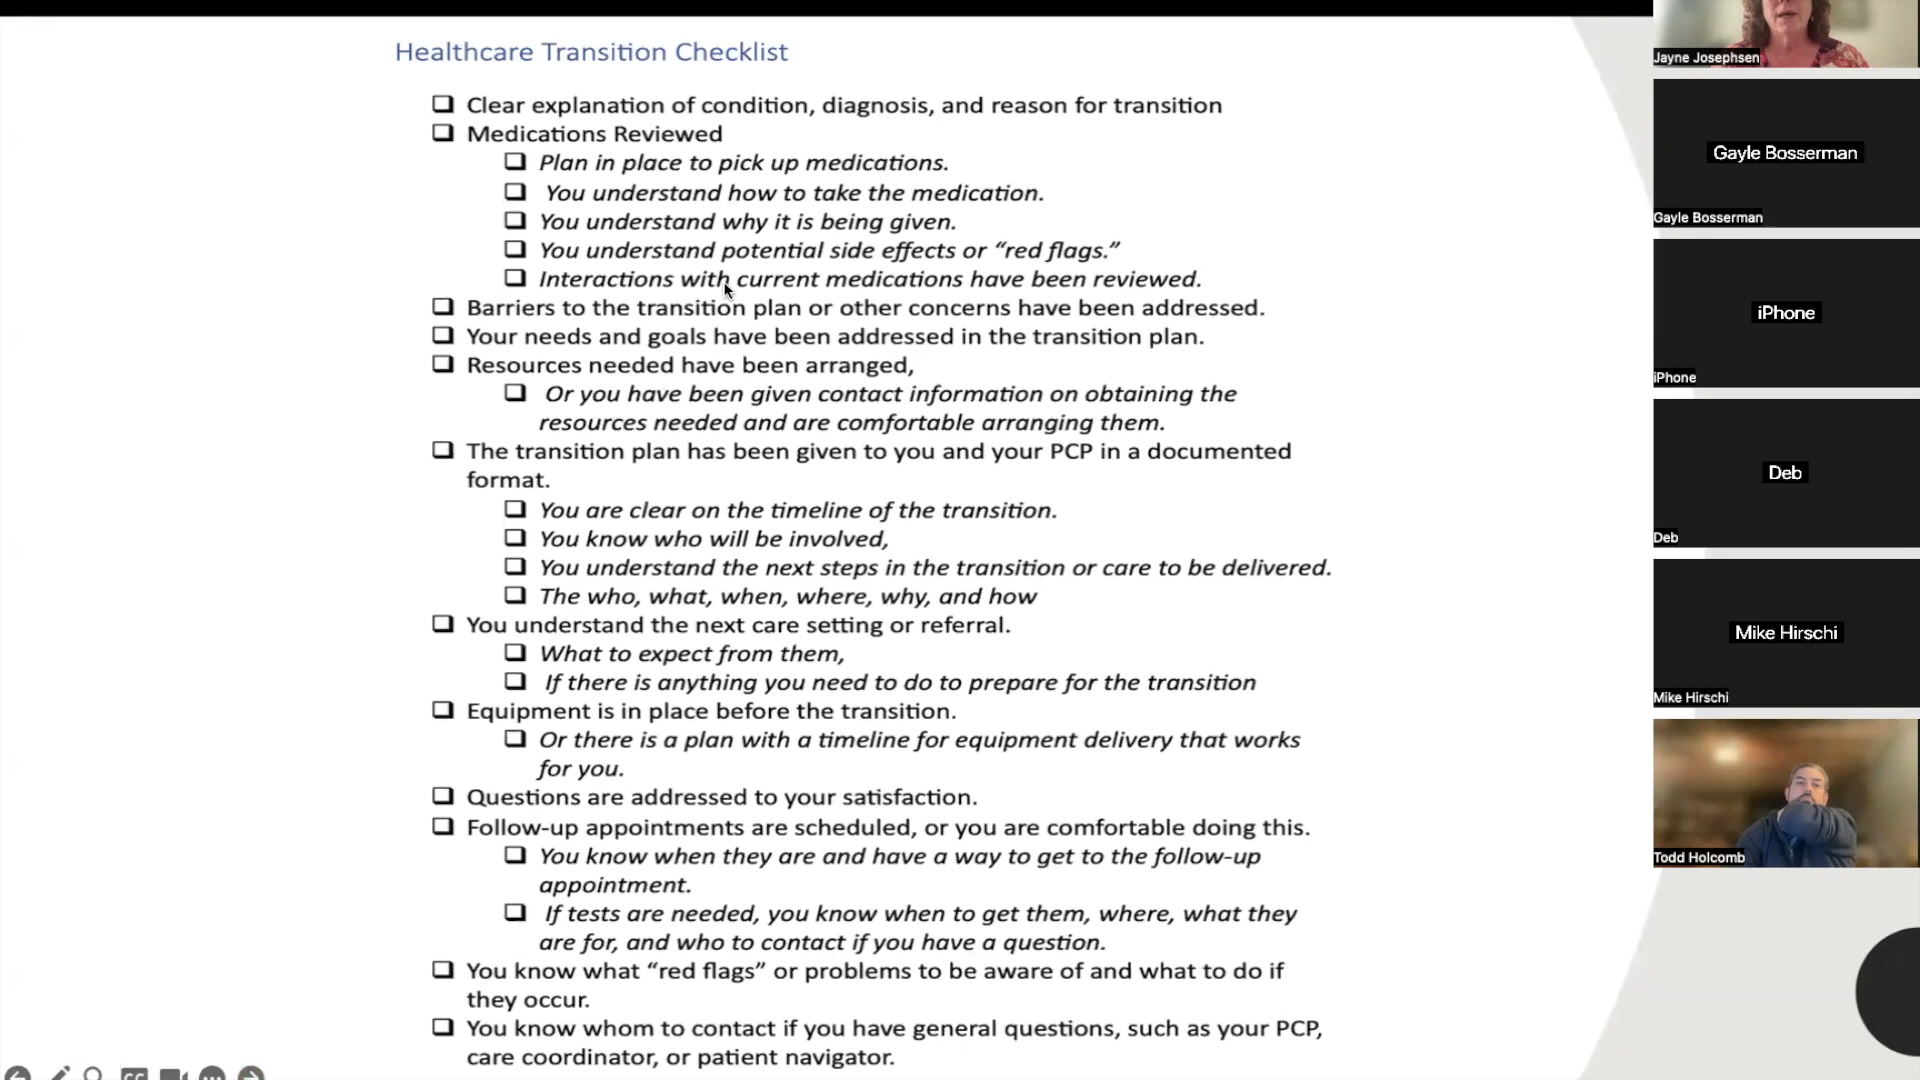 Healthcare Transition Checklist
Clear explanation of condition, diagnosis, and reason for transition
Medications Reviewed
Plan in place to pick up medications.
You understand how to take the medication.
You understand why it is being given.
You understand potential side effects or “red flags.”
Interactions with current medications have been reviewed.
Barriers to the transition plan or other concerns have been addressed.
Your needs and goals have been addressed in the transition plan.
Resources needed have been arranged,
Or you have been given contact information on obtaining the
resources needed and are comfortable arranging them.
The transition plan has been given to you and your PCP in a documented
format.
You are clear on the timeline of the transition.
You know who will be involved,
You understand the next steps in the transition or care to be delivered.
The who, what, when, where, why, and how
You understand the next care setting or referral.
What to expect from them,
If there is anything you need to do to prepare for the transition
Equipment is in place before the transition.
Or there is a plan with a timeline for equipment delivery that works
for you.
Questions are addressed to your satisfaction.
Follow-up appointments are scheduled, or you are comfortable doing this.
You know when they are and have a way to get to the follow-up
appointment.
If tests are needed, you know when to get them, where, what they
are for, and who to contact if you have a question.
You know what “red flags” or problems to be aware of and what to do if
they occur.
You know whom to contact if you have general questions, such as your PCP,
care coordinator, or patient navigator.
Jayne Josephsen
Gayle Bosserman
Gayle Bosserman
iPhone
iPhone
Deb
Deb
Mike Hirschi
Mike Hirschi
Todd Holcomb